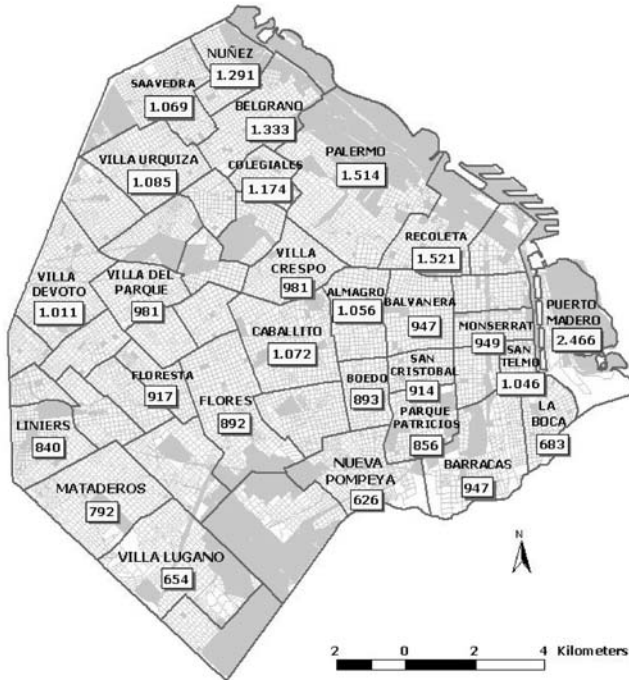 NUÑEZ
1.291
SAAVEDRA
1.069
BELGRANO
1.333
VILLA URQUIZA
1.085
COLEGIALES
1.174
PALERMO
1.514
RECOLETA
1.521
VILLA
DEVOTO
1.011
VILLA DEL
PARQUE
981
VILLA
CRESPO
981
ALMAGRO
1.056
BALVANERA
947
MONSERRAT
949
PUERTO
MADERO
2.466
CABALLITO
1.072
SAN
TELMO
1.046
SAN
CRISTOBAL
914
BOEDO
893
FLORESTA
917
FLORES
892
PARQUE
PATRICIOS
856
LA
BOCA
683
LINIERS
840
NUEVA
POMPEYA
626
BARRACAS
947
MATADEROS
792
VILLA LUGANO
654
N
2 0 2 4 Kilometers